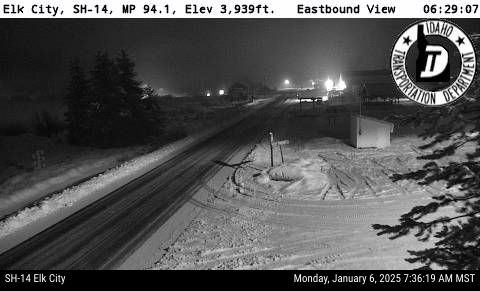 Elk City, SH-14, MP 94.1, Elev 3,939ft. Eastbound View 06:29:07
IDAHO
TRANSPORTATION DEPARTMENT
SH-14 Elk City Monday, January 6, 2025 7:36:19 AM MST